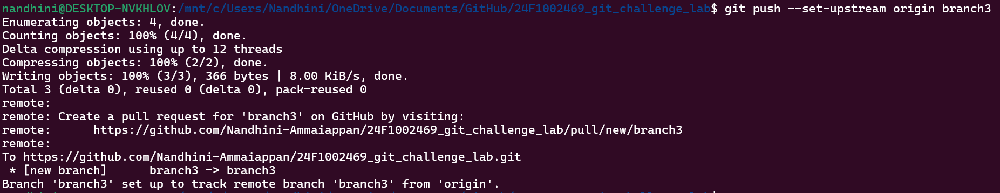 nandhini@DESKTOP-NVKHLOV:/mnt/c/Users/Nandhini/OneDrive/Documents/GitHub/24F1002469_git_challenge_lab$ git push --set-upstream origin branch3
Enumerating objects: 4, done.
Counting objects: 100% (4/4), done.
Delta compression using up to 12 threads
Compressing objects: 100% (2/2), done.
Writing objects: 100% (3/3), 366 bytes | 8.00 KiB/s, done.
Total 3 (delta 0), reused 0 (delta 0), pack-reused 0
remote:
remote: Create a pull request for 'branch3' on GitHub by visiting:
remote:      https://github.com/Nandhini-Ammaiappan/24F1002469_git_challenge_lab/pull/new/branch3
remote:
To https://github.com/Nandhini-Ammaiappan/24F1002469_git_challenge_lab.git
 * [new branch]      branch3 -> branch3
Branch 'branch3' set up to track remote branch 'branch3' from 'origin'.